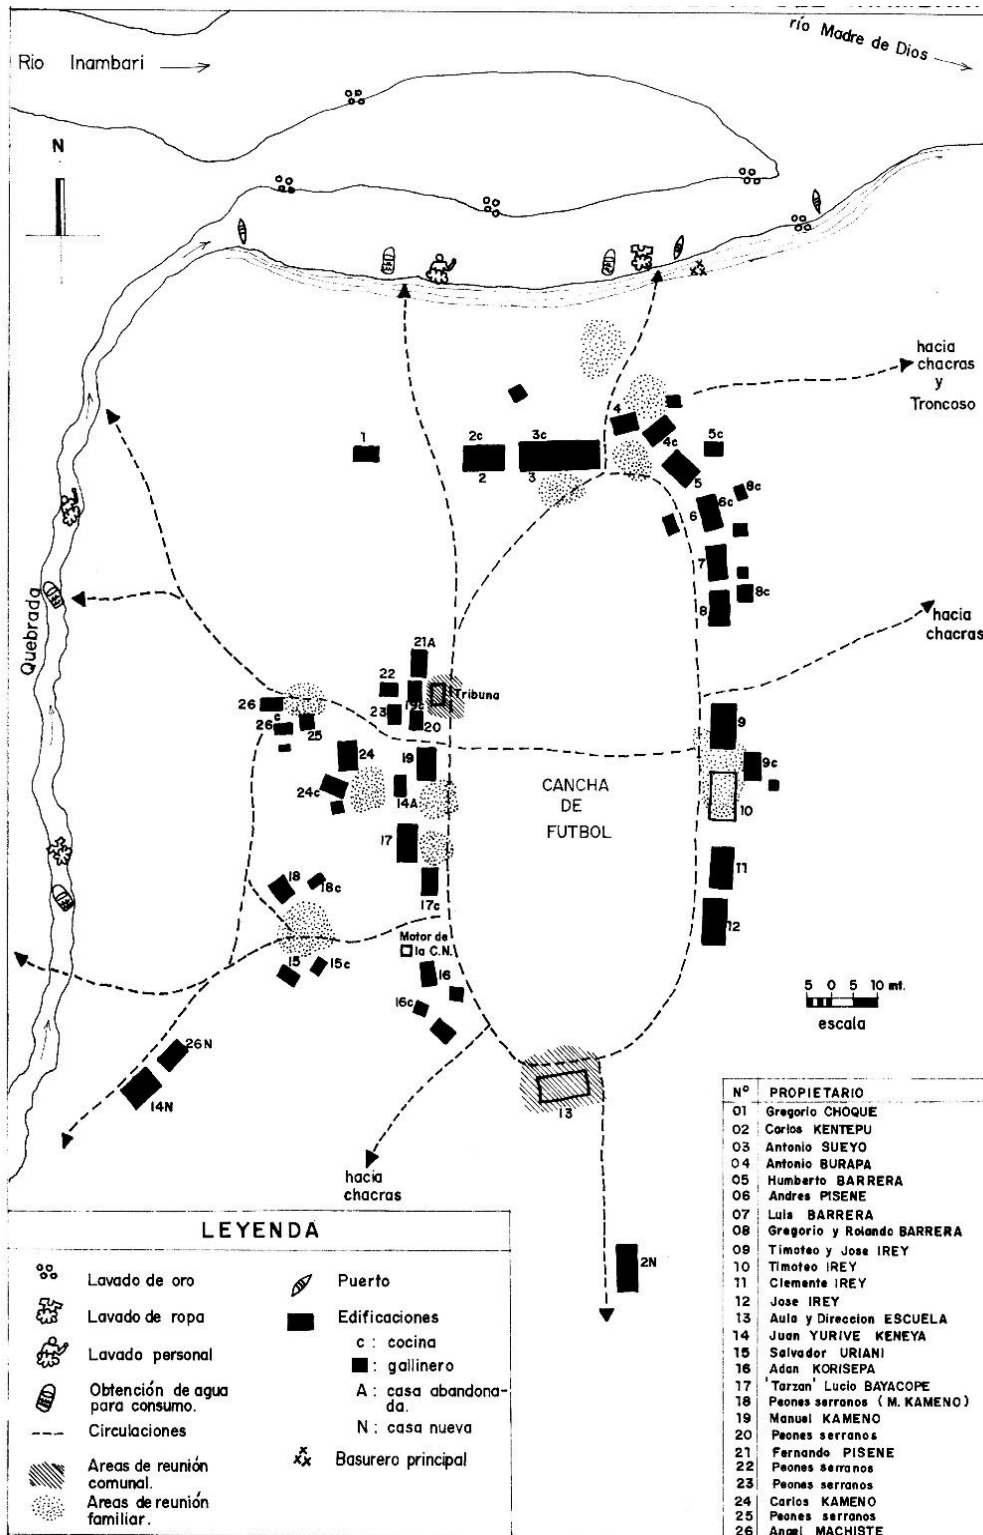 Rio Inambari
río Madre de Dios
N
hacia
chacras
y
Troncoso
1
2c
2
3c
3
4
4c
5c
5
8c
6c
6
7
8c
8
hacia
chacras
21A
22
Tribuna
19c
23
20
26
26c
25
24
24c
19
14A
17
17c
9
9c
10
11
12
CANCHA
DE
FUTBOL
Quebrada
18
18c
15
15c
Motor de
la C.N.
16
16c
26N
14N
13
5 0 5 10 mt.
escala
hacia
chacras
2N
LEYENDA
Lavado de oro
Lavado de ropa
Lavado personal
Obtención de agua
para consumo.
Circulaciones
Areas de reunión
comunal.
Areas de reunión
familiar.
Puerto
Edificaciones
c : cocina
: gallinero
A : casa abandona-
da.
N : casa nueva
Basurero principal
Nº PROPIETARIO
01 Gregorio CHOQUE
02 Carlos KENTEPU
03 Antonio SUEYO
04 Antonio BURAPA
05 Humberto BARRERA
06 Andres PISENE
07 Luis BARRERA
08 Gregorio y Rolando BARRERA
09 Timoteo y Jose IREY
10 Timoteo IREY
11 Clemente IREY
12 Jose IREY
13 Aula y Direccion ESCUELA
14 Juan YURIVE KENEYA
15 Salvador URIANI
16 Adan KORISEPA
17 'Tarzan' Lucio BAYACOPE
18 Peones serranos (M. KAMENO)
19 Manuel KAMENO
20 Peones serranos
21 Fernando PISENE
22 Peones serranos
23 Peones serranos
24 Carlos KAMENO
25 Peones serranos
26 Angel MACHISTE